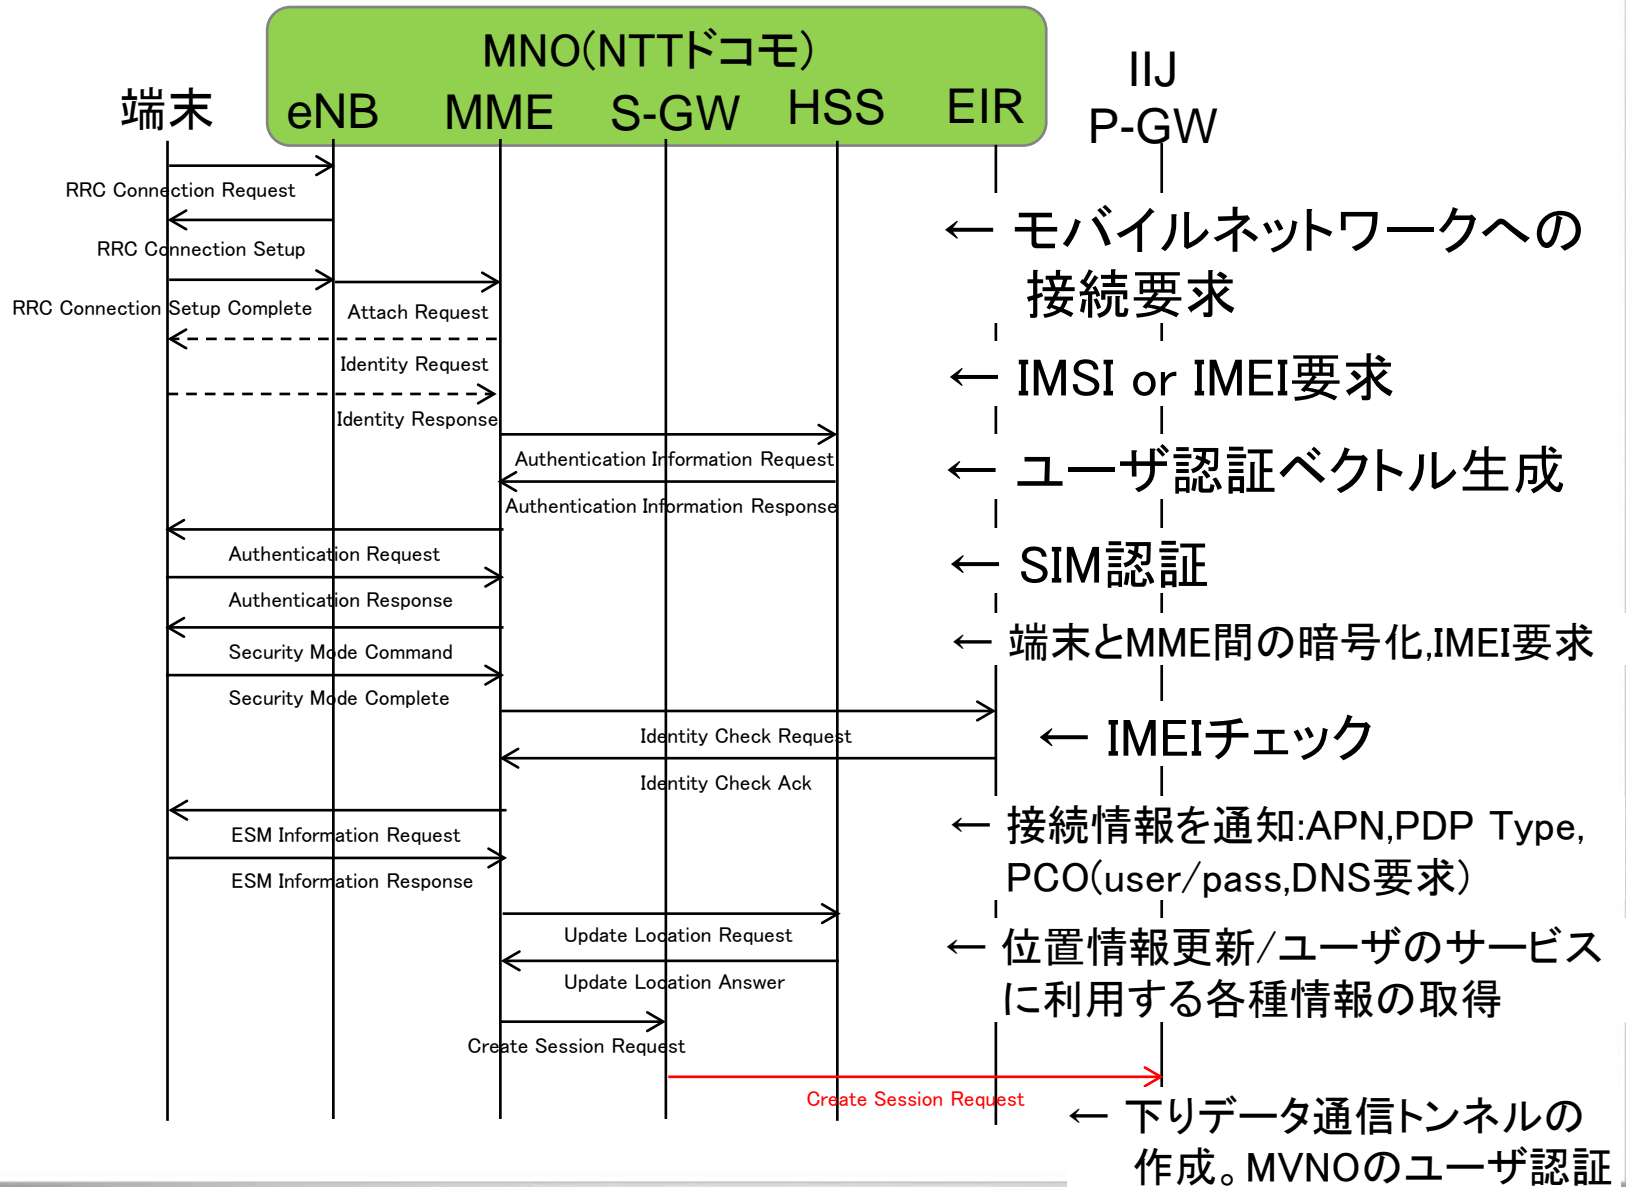 MNO(NTTドコモ)
端末
eNB
MME
S-GW
HSS
EIR
IIJ
P-GW
RRC Connection Request
RRC Connection Setup
← モバイルネットワークへの
接続要求
RRC Connection Setup Complete
Attach Request
Identity Request
← IMSI or IMEI要求
Identity Response
Authentication Information Request
← ユーザ認証ベクトル生成
Authentication Information Response
Authentication Request
← SIM認証
Authentication Response
Security Mode Command
← 端末とMME間の暗号化,IMEI要求
Security Mode Complete
Identity Check Request
← IMEIチェック
Identity Check Ack
ESM Information Request
← 接続情報を通知:APN,PDP Type,
PCO(user/pass,DNS要求)
ESM Information Response
Update Location Request
← 位置情報更新/ユーザのサービス
に利用する各種情報の取得
Update Location Answer
Create Session Request
Create Session Request
← 下りデータ通信トンネルの
作成。MVNOのユーザ認証